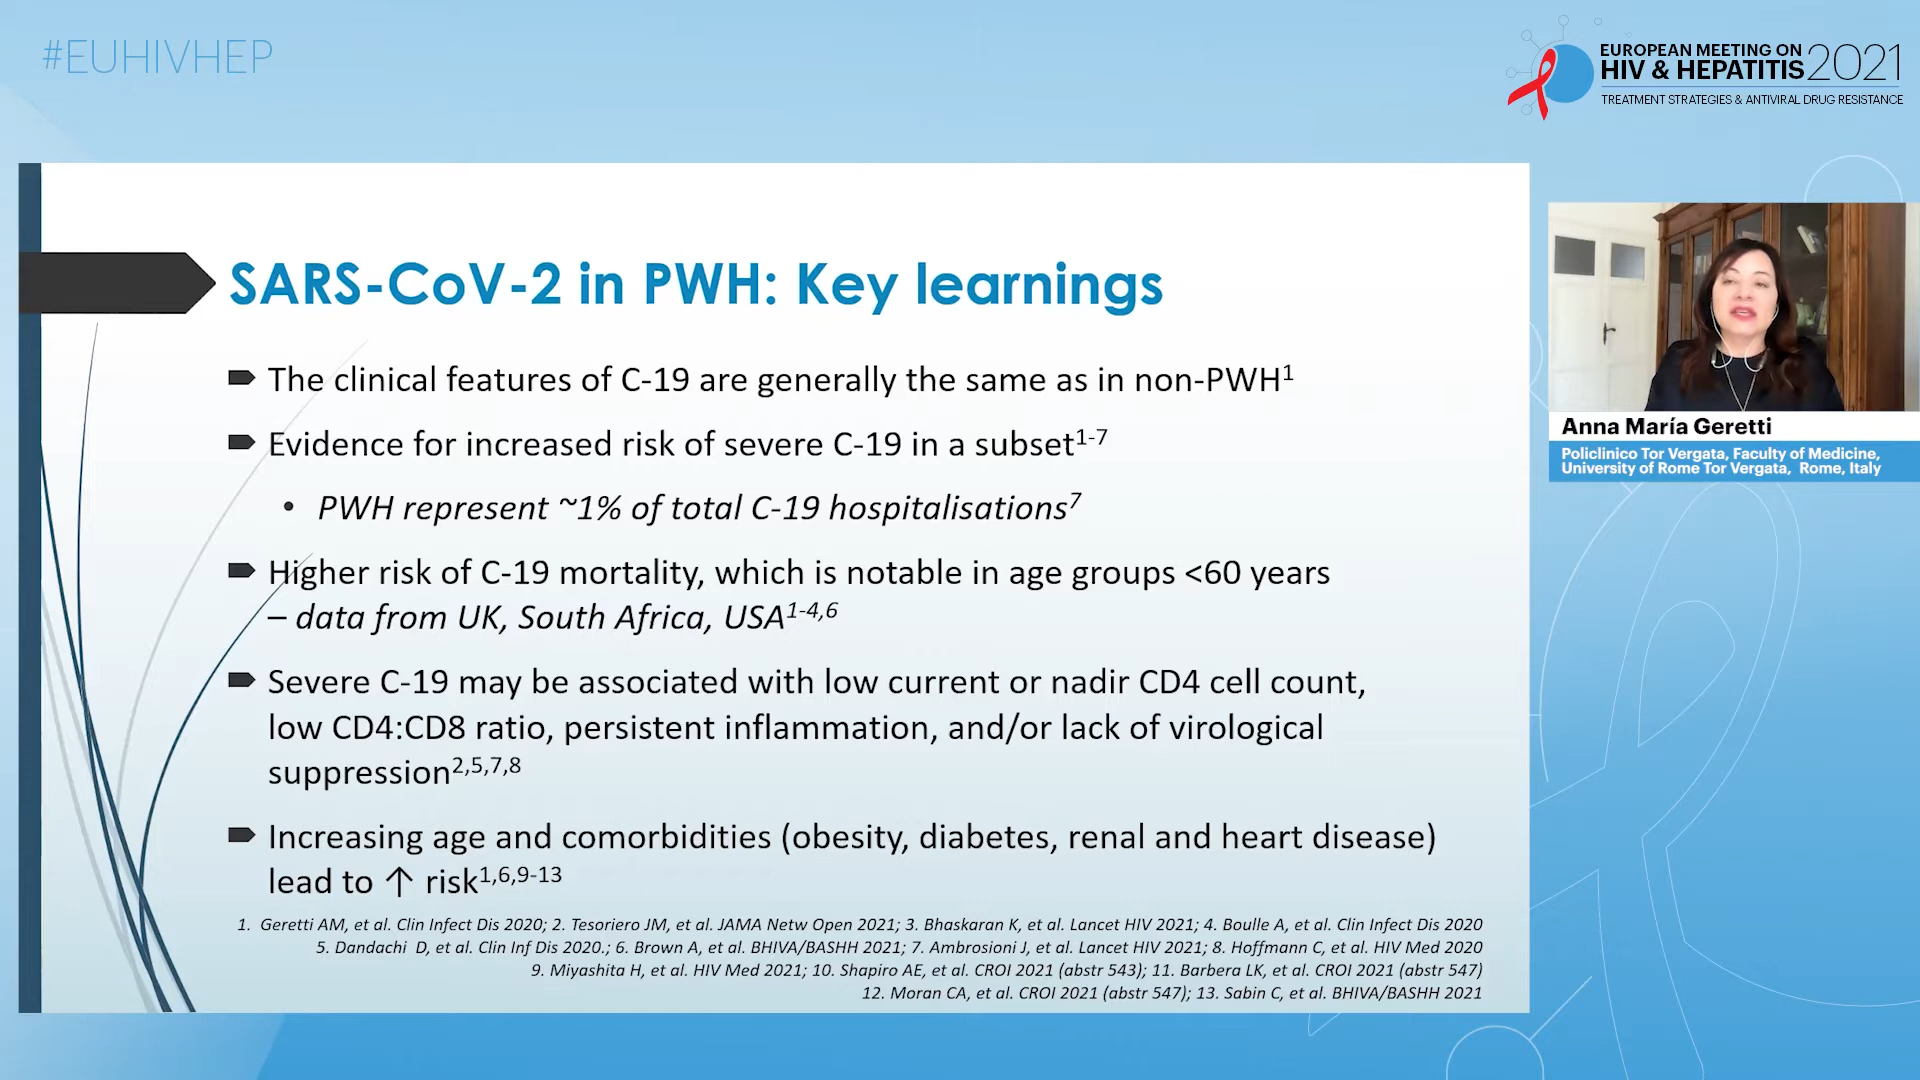 #EUHIVHEP
EUROPEAN MEETING ON
HIV & HEPATITIS 2021
TREATMENT STRATEGIES & ANTIVIRAL DRUG RESISTANCE
SARS-CoV-2 in PWH: Key learnings
The clinical features of C-19 are generally the same as in non-PWH1
Evidence for increased risk of severe C-19 in a subset1-7
• PWH represent ~1% of total C-19 hospitalisations7
Higher risk of C-19 mortality, which is notable in age groups <60 years
– data from UK, South Africa, USA1-4,6
Severe C-19 may be associated with low current or nadir CD4 cell count,
low CD4:CD8 ratio, persistent inflammation, and/or lack of virological
suppression2,5,7,8
Increasing age and comorbidities (obesity, diabetes, renal and heart disease)
lead to ↑ risk1,6,9-13
1. Geretti AM, et al. Clin Infect Dis 2020; 2. Tesoriero JM, et al. JAMA Netw Open 2021; 3. Bhaskaran K, et al. Lancet HIV 2021; 4. Boulle A, et al. Clin Infect Dis 2020
5. Dandachi D, et al. Clin Inf Dis 2020.; 6. Brown A, et al. BHIVA/BASHH 2021; 7. Ambrosioni J, et al. Lancet HIV 2021; 8. Hoffmann C, et al. HIV Med 2020
9. Miyashita H, et al. HIV Med 2021; 10. Shapiro AE, et al. CROI 2021 (abstr 543); 11. Barbera LK, et al. CROI 2021 (abstr 547)
12. Moran CA, et al. CROI 2021 (abstr 547); 13. Sabin C, et al. BHIVA/BASHH 2021
Anna María Geretti
Policlinico Tor Vergata, Faculty of Medicine,
University of Rome Tor Vergata, Rome, Italy